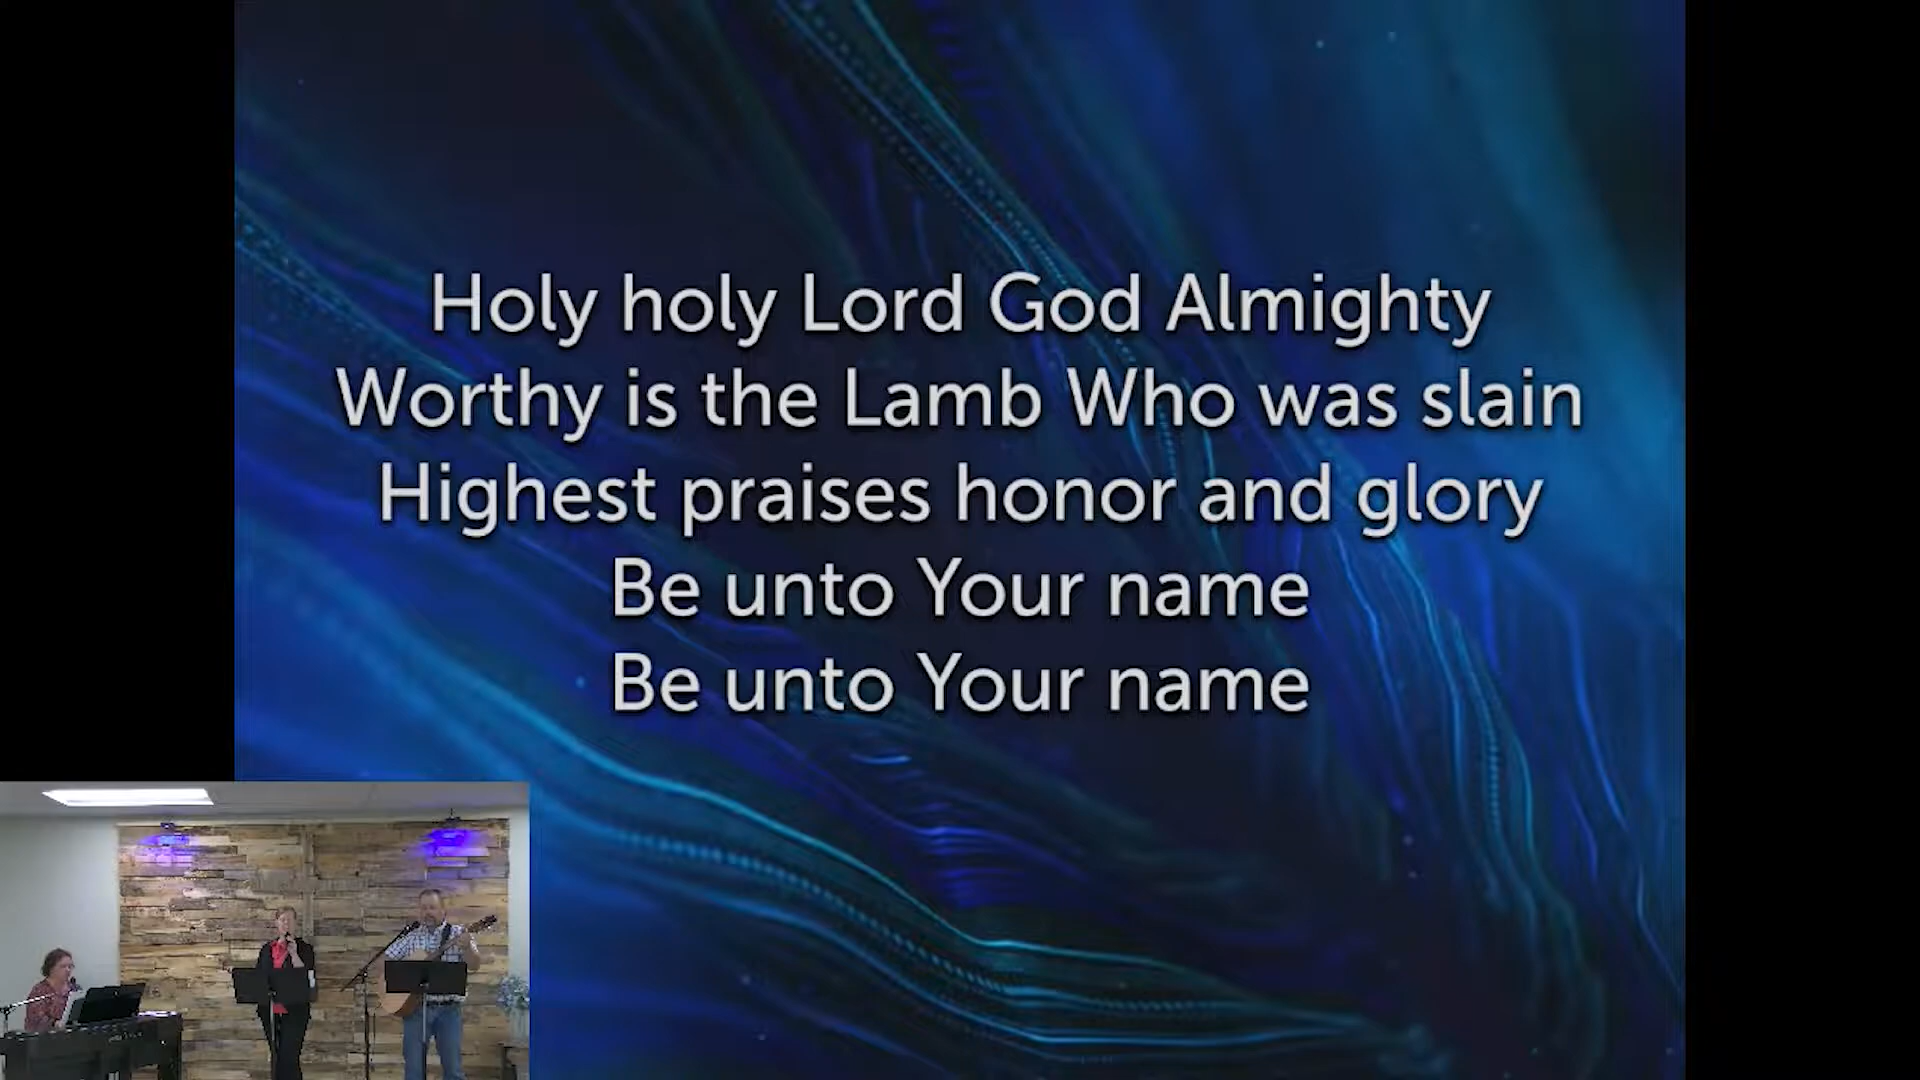 Holy holy Lord God Almighty
Worthy is the Lamb Who was slain
Highest praises honor and glory
Be unto Your name
Be unto Your name